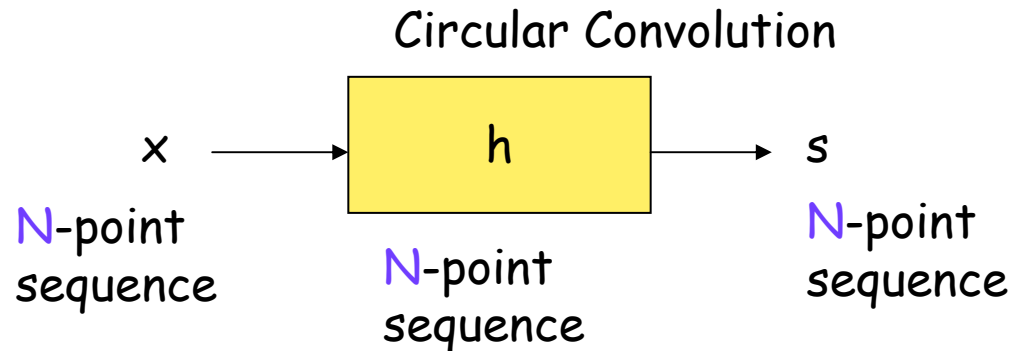 Circular Convolution
x
h
s
N-point
sequence
N-point
sequence
N-point
sequence